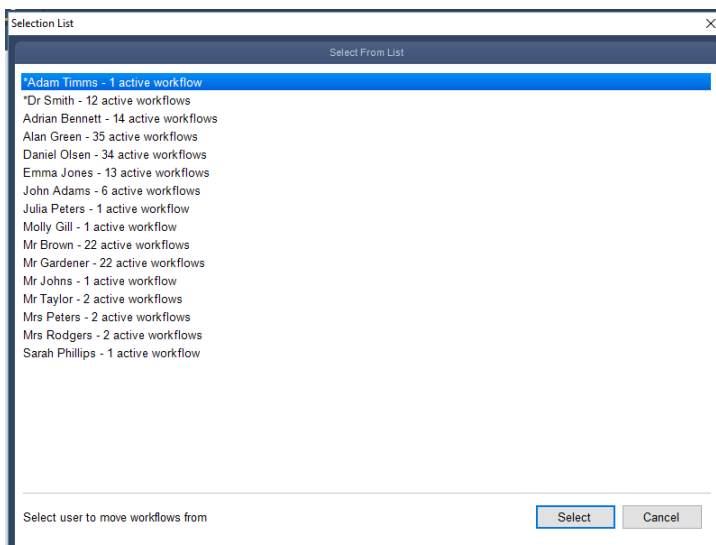 Selection List
Select From List
*Adam Timms - 1 active workflow
*Dr Smith - 12 active workflows
Adrian Bennett - 14 active workflows
Alan Green - 35 active workflows
Daniel Olsen - 34 active workflows
Emma Jones - 13 active workflows
John Adams - 6 active workflows
Julia Peters - 1 active workflow
Molly Gill - 1 active workflow
Mr Brown - 22 active workflows
Mr Gardener - 22 active workflows
Mr Johns - 1 active workflow
Mr Taylor - 2 active workflows
Mrs Peters - 2 active workflows
Mrs Rodgers - 2 active workflows
Sarah Phillips - 1 active workflow
Select user to move workflows from
Select
Cancel